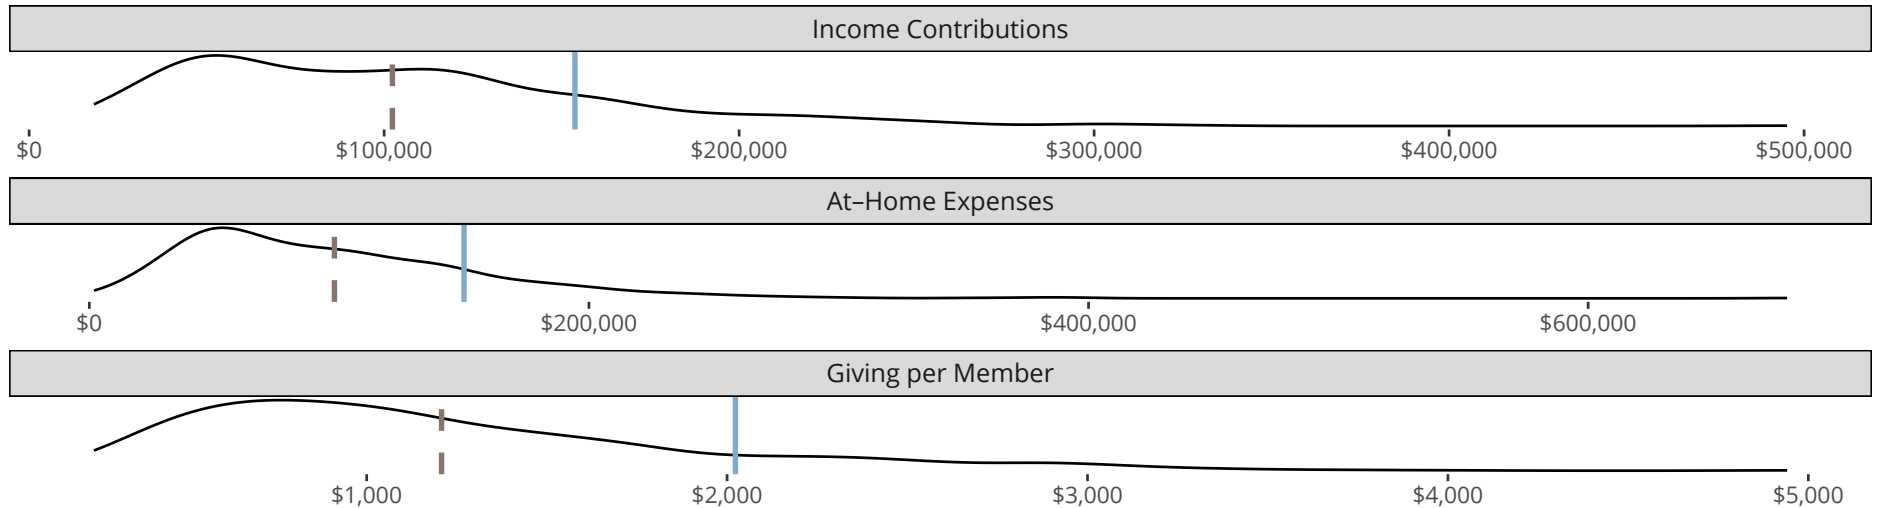 Income Contributions
$0 $100,000 $200,000 $300,000 $400,000 $500,000
At–Home Expenses
$0 $200,000 $400,000 $600,000
Giving per Member
$1,000 $2,000 $3,000 $4,000 $5,000